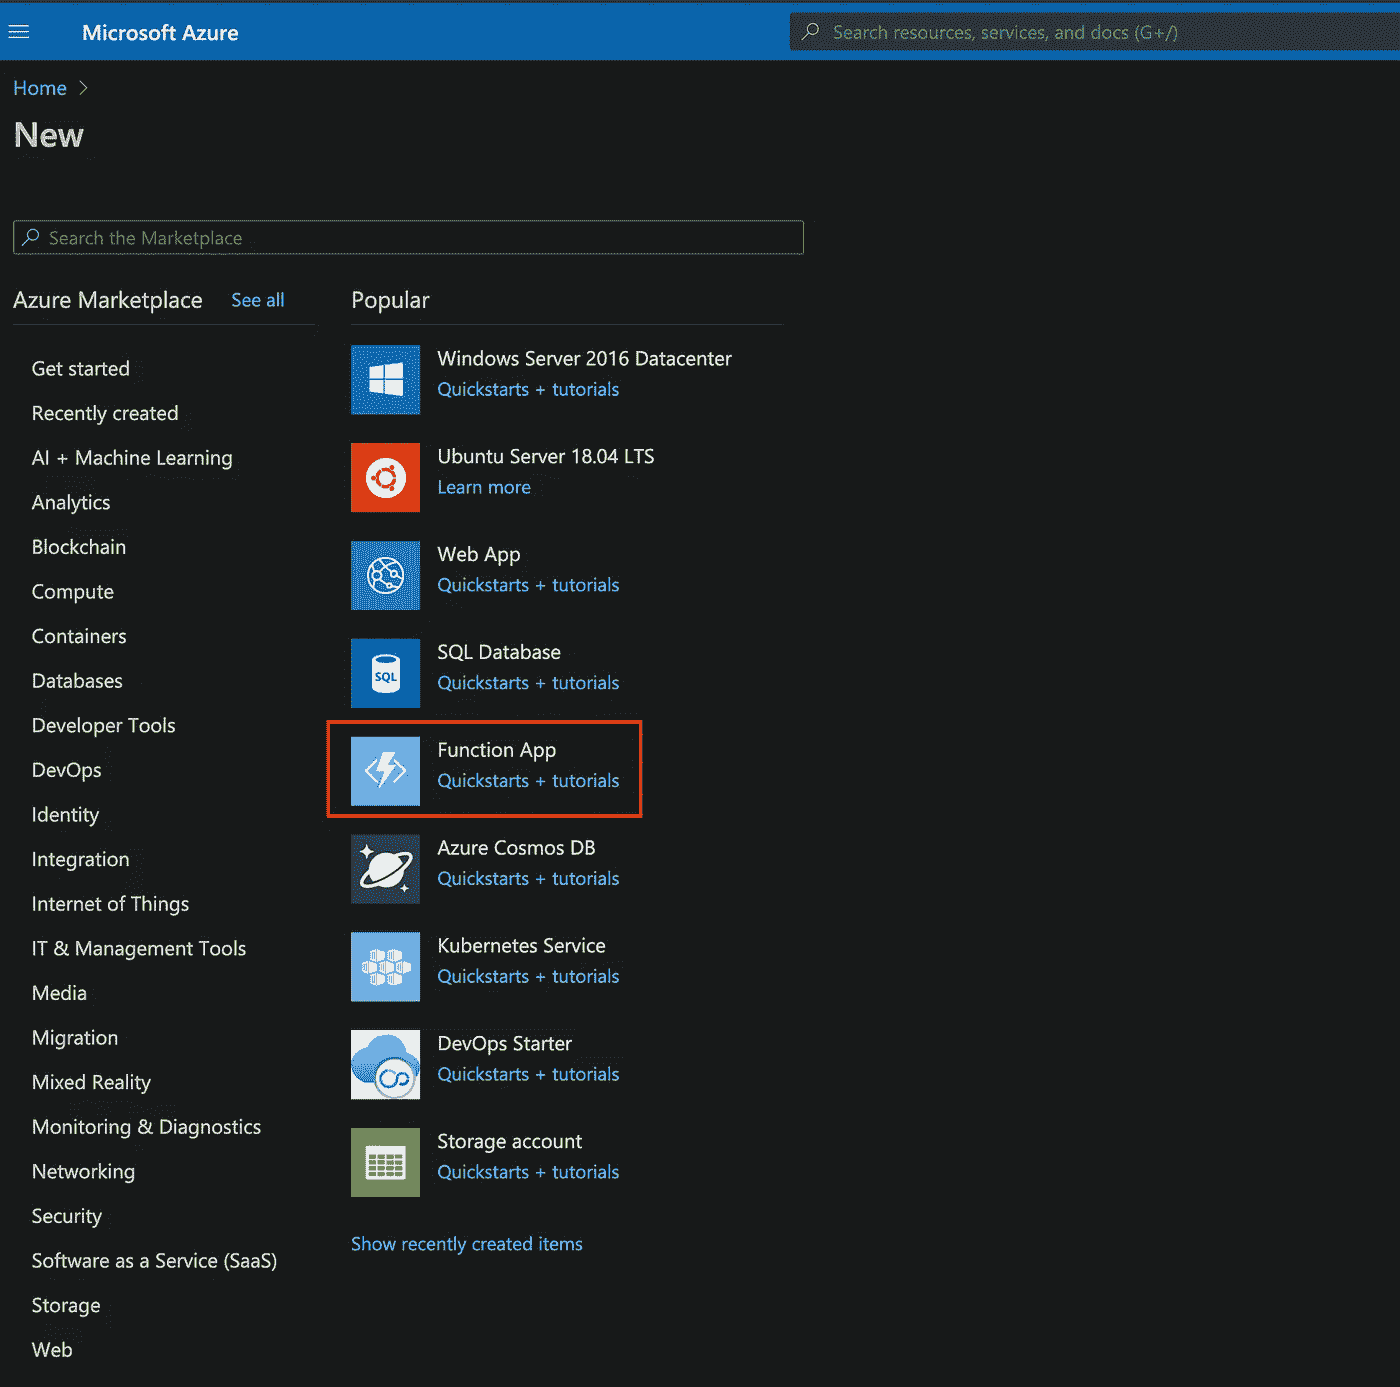 Microsoft Azure
Search resources, services, and docs (G+/)
Home
New
Search the Marketplace
Azure Marketplace See all
Get started
Recently created
AI + Machine Learning
Analytics
Blockchain
Compute
Containers
Databases
Developer Tools
DevOps
Identity
Integration
Internet of Things
IT & Management Tools
Media
Migration
Mixed Reality
Monitoring & Diagnostics
Networking
Security
Software as a Service (SaaS)
Storage
Web
Popular
Windows Server 2016 Datacenter
Quickstarts + tutorials
Ubuntu Server 18.04 LTS
Learn more
Web App
Quickstarts + tutorials
SQL
SQL Database
Quickstarts + tutorials
Function App
Quickstarts + tutorials
Azure Cosmos DB
Quickstarts + tutorials
Kubernetes Service
Quickstarts + tutorials
DevOps Starter
Quickstarts + tutorials
Storage account
Quickstarts + tutorials
Show recently created items